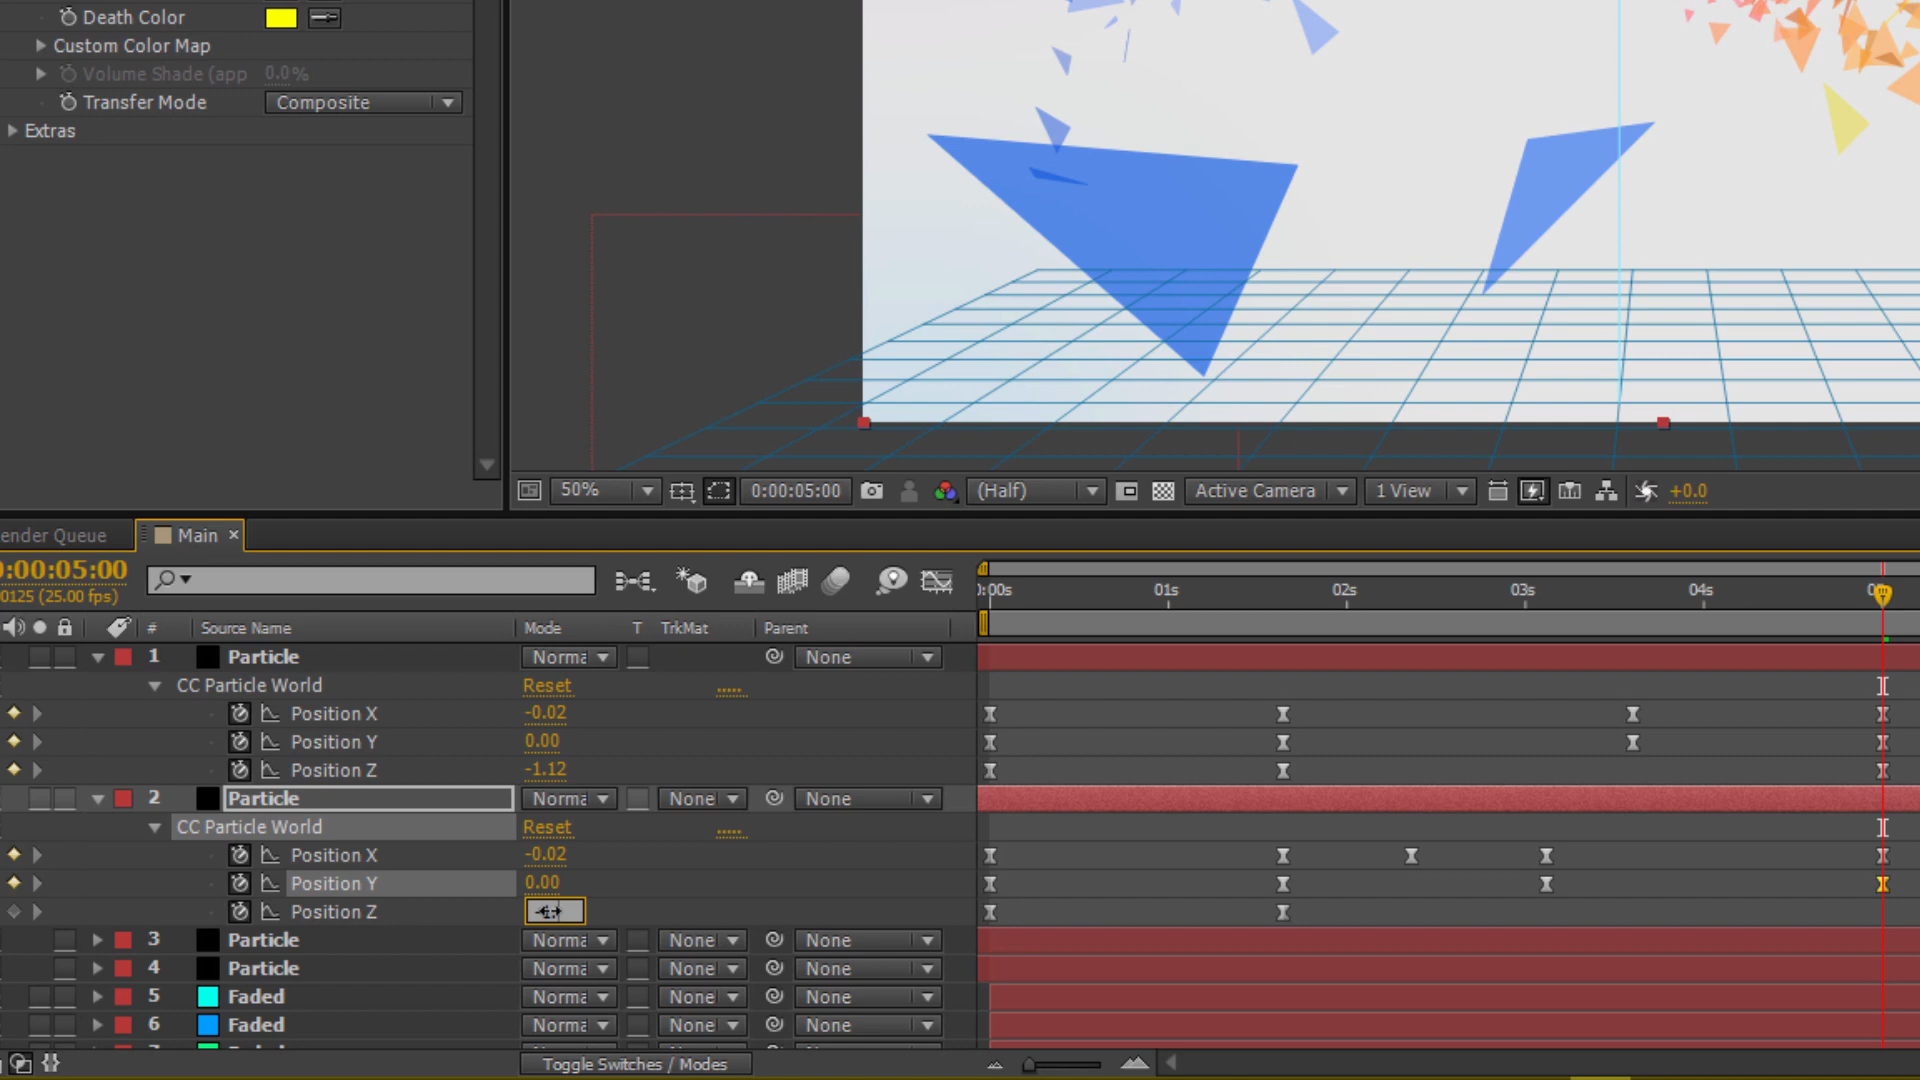 Death Color
Custom Color Map
Volume Shade (app 0.0%
Transfer Mode Composite
Extras
50% 0:00:05:00 (Half) Active Camera 1 View +0.0
ender Queue Main ×
0:00:05:00
0125 (25.00 fps)
0:00s 01s 02s 03s 04s
# Source Name Mode T TrkMat Parent
1 Particle Norma None
CC Particle World Reset .....
Position X -0.02
Position Y 0.00
Position Z -1.12
2 Particle Norma None None
CC Particle World Reset .....
Position X -0.02
Position Y 0.00
Position Z
3 Particle Norma None None
4 Particle Norma None None
5 Faded Norma None None
6 Faded Norma None None
Toggle Switches / Modes